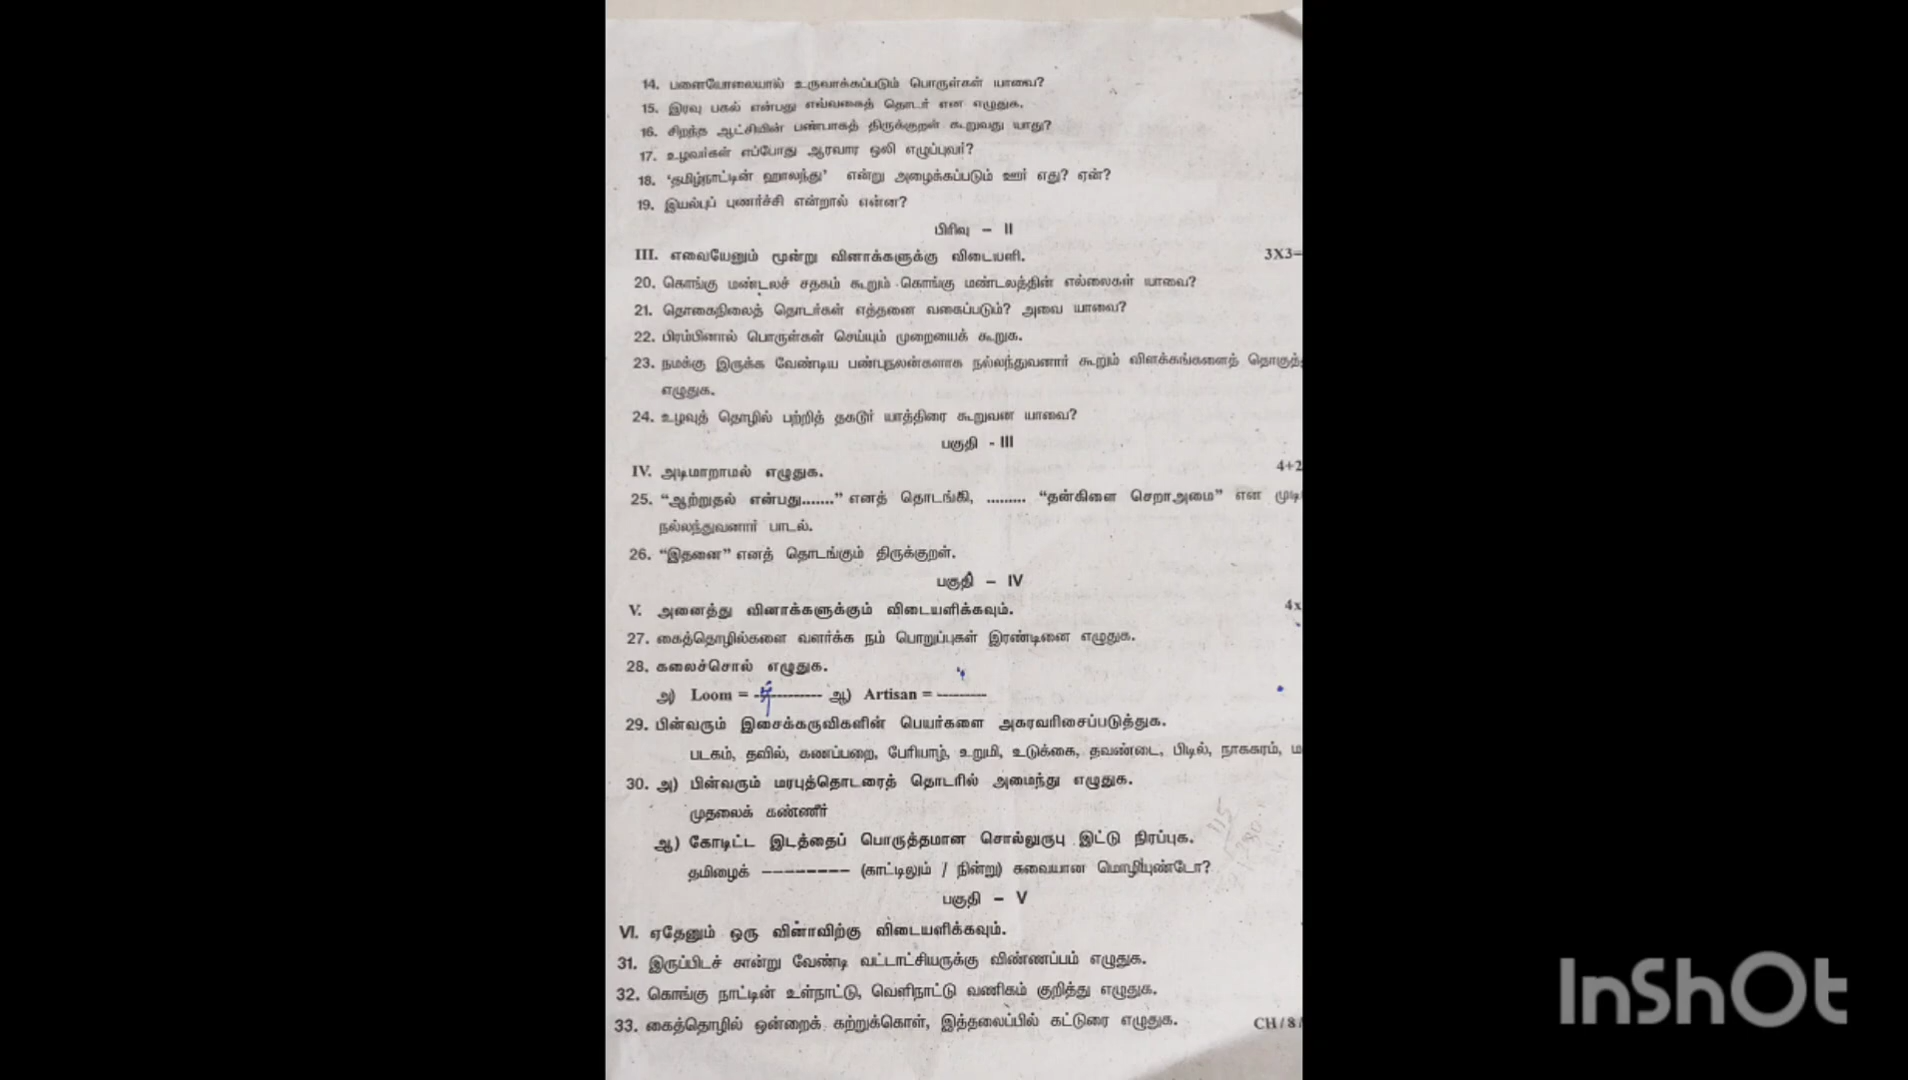 14. பனையோலையால் உருவாக்கப்படும் பொருள்கள் யாவை?
15. இரவு பகல் என்பது எவ்வகைத் தொடர் என எழுதுக.
16. சிறந்த ஆட்சியின் பண்பாகத் திருக்குறள் கூறுவது யாது?
17. உழவர்கள் எப்போது ஆரவார ஒலி எழுப்புவர்?
18. ‘தமிழ்நாட்டின் ஹாலந்து’ என்று அழைக்கப்படும் ஊர் எது? ஏன்?
19. இயல்புப் புணர்ச்சி என்றால் என்ன?
பிரிவு – II
III. எவையேனும் மூன்று வினாக்களுக்கு விடையளி. 3X3=
20. கொங்கு மண்டலச் சதகம் கூறும் கொங்கு மண்டலத்தின் எல்லைகள் யாவை?
21. தொகைநிலைத் தொடர்கள் எத்தனை வகைப்படும்? அவை யாவை?
22. பிரம்பினால் பொருள்கள் செய்யும் முறையைக் கூறுக.
23. நமக்கு இருக்க வேண்டிய பண்புநலன்களாக நல்லந்துவனார் கூறும் விளக்கங்களைத் தொகுத்
எழுதுக.
24. உழவுத் தொழில் பற்றித் தகடூர் யாத்திரை கூறுவன யாவை?
பகுதி - III
IV. அடிமாறாமல் எழுதுக. 4+2
25. “ஆற்றுதல் என்பது.......” எனத் தொடங்கி, ......... “தன்கிளை செறாஅமை” என முடி
நல்லந்துவனார் பாடல்.
26. “இதனை” எனத் தொடங்கும் திருக்குறள்.
பகுதி – IV
V. அனைத்து வினாக்களுக்கும் விடையளிக்கவும். 4x
27. கைத்தொழில்களை வளர்க்க நம் பொறுப்புகள் இரண்டினை எழுதுக.
28. கலைச்சொல் எழுதுக.
அ) Loom = ------------ ஆ) Artisan = ---------
29. பின்வரும் இசைக்கருவிகளின் பெயர்களை அகரவரிசைப்படுத்துக.
படகம், தவில், கணப்பறை, பேரியாழ், உறுமி, உடுக்கை, தவண்டை, பிடில், நாகசுரம், ம
30. அ) பின்வரும் மரபுத்தொடரைத் தொடரில் அமைந்து எழுதுக.
முதலைக் கண்ணீர்
ஆ) கோடிட்ட இடத்தைப் பொருத்தமான சொல்லுருபு இட்டு நிரப்புக.
தமிழைக் --------- (காட்டிலும் / நின்று) சுவையான மொழியுண்டோ?
பகுதி – V
VI. ஏதேனும் ஒரு வினாவிற்கு விடையளிக்கவும்.
31. இருப்பிடச் சான்று வேண்டி வட்டாட்சியருக்கு விண்ணப்பம் எழுதுக.
32. கொங்கு நாட்டின் உள்நாட்டு, வெளிநாட்டு வணிகம் குறித்து எழுதுக.
33. கைத்தொழில் ஒன்றைக் கற்றுக்கொள், இத்தலைப்பில் கட்டுரை எழுதுக.
CH/8/
InShOt